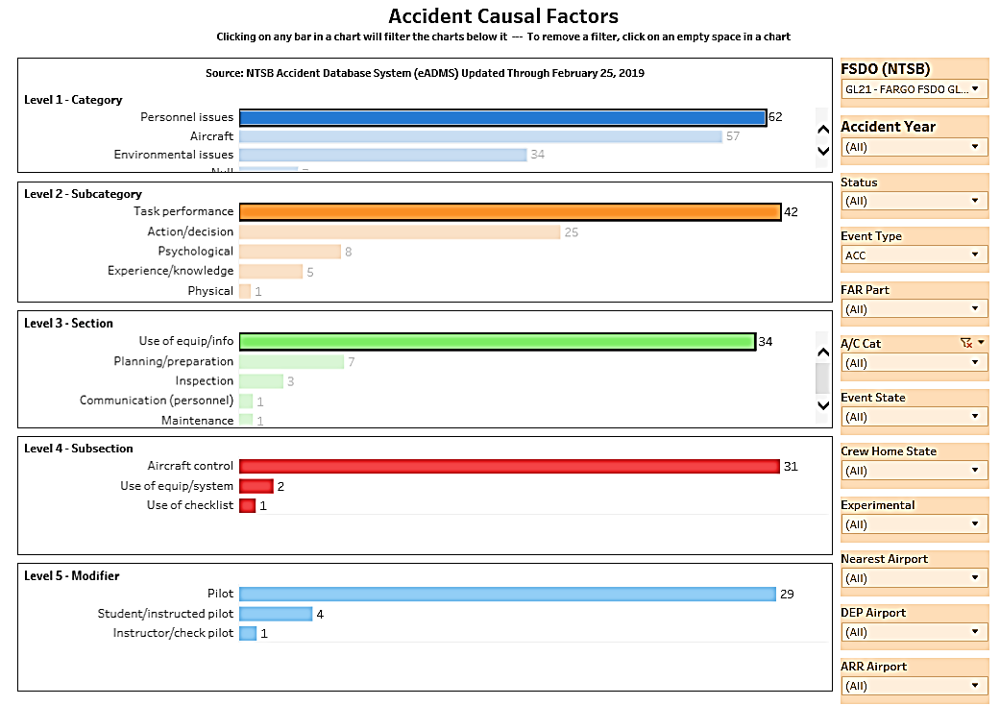 Accident Causal Factors
Clicking on any bar in a chart will filter the charts below it --- To remove a filter, click on an empty space in a chart
Source: NTSB Accident Database System (eADMS) Updated Through February 25, 2019
Level 1 - Category
Personnel issues 62
Aircraft 57
Environmental issues 34
Null
Level 2 - Subcategory
Task performance 42
Action/decision 25
Psychological 8
Experience/knowledge 5
Physical 1
Level 3 - Section
Use of equip/info 34
Planning/preparation 7
Inspection 3
Communication (personnel) 1
Maintenance 1
Level 4 - Subsection
Aircraft control 31
Use of equip/system 2
Use of checklist 1
Level 5 - Modifier
Pilot 29
Student/instructed pilot 4
Instructor/check pilot 1
FSDO (NTSB)
GL21 - FARGO FSDO GL...
Accident Year
(All)
Status
(All)
Event Type
ACC
FAR Part
(All)
A/C Cat
(All)
Event State
(All)
Crew Home State
(All)
Experimental
(All)
Nearest Airport
(All)
DEP Airport
(All)
ARR Airport
(All)